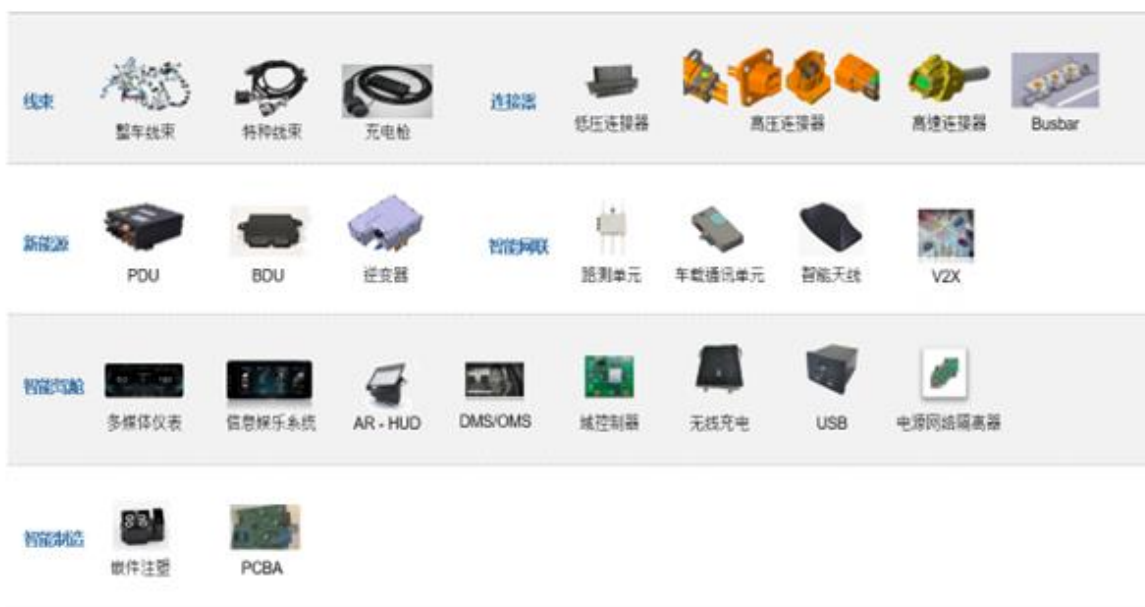 线束
整车线束
特种线束
充电枪
连接器
低压连接器
高压连接器
高速连接器
Busbar
新能源
PDU
BDU
逆变器
智能网联
路测单元
车载通讯单元
智能天线
V2X
智能驾舱
多媒体仪表
信息娱乐系统
AR - HUD
DMS/OMS
域控制器
无线充电
USB
电源网络隔离器
智能制造
嵌件注塑
PCBA